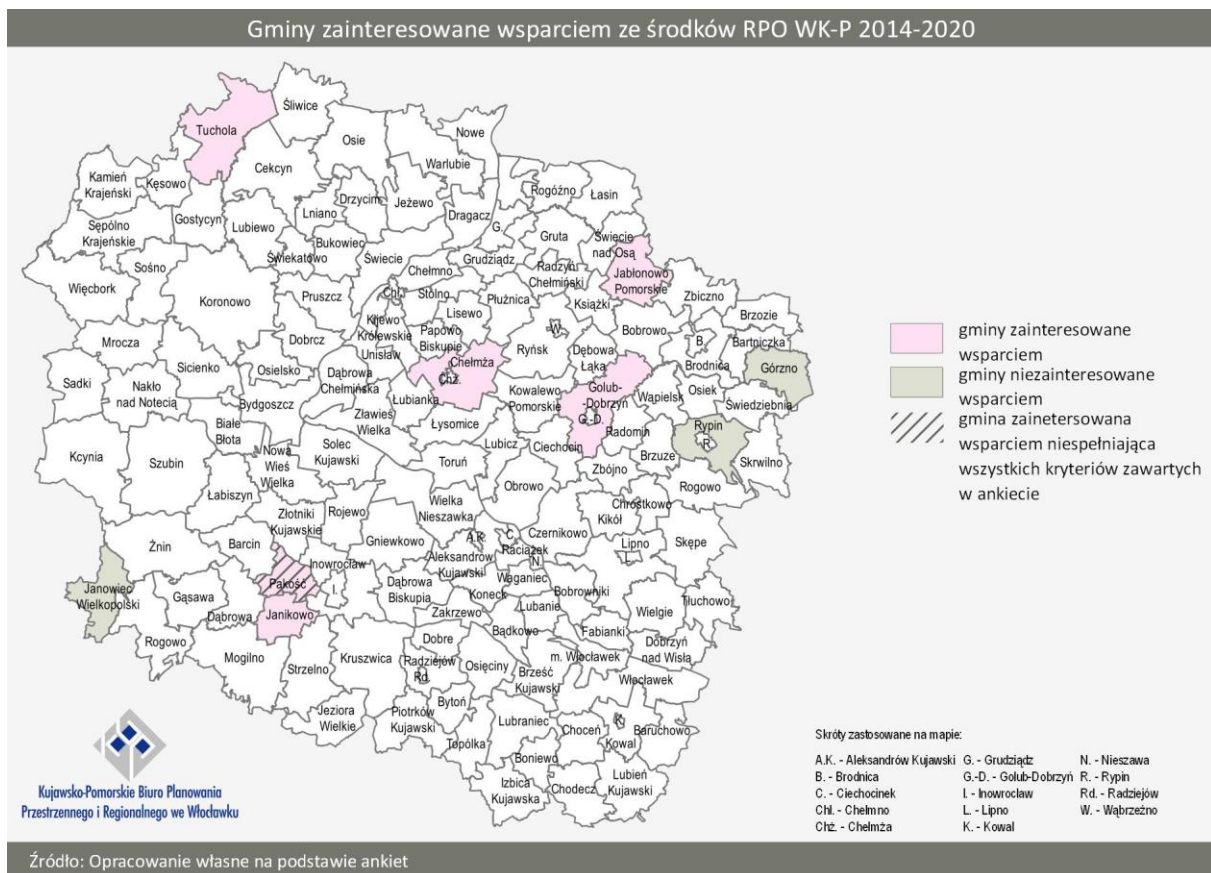 Gminy zainteresowane wsparciem ze środków RPO WK-P 2014-2020
Śliwice
Tuchola
Nowe
Osie
Warlubie
Cekcyn
Kamień
Krajeński
Kęsowo
Rogóźno
Łasin
Drzycim
Jeżewo
Lniano
Dragacz
Gostycyn
Lubiewo
G.
Gruta
Świecie
nad Osą
Sępólno
Krajeńskie
Bukowiec
Świekatowo
Świecie
Grudziądz
Chełmno
Radzyń
Chełmiński
Jabłonowo
Pomorskie
Sośno
Więcbork
Koronowo
Pruszcz
Chł.
Stolno
Płużnica
Książki
Zbiczno
Brzozie
Lisewo
Kijewo
Królewskie
Papowo
Biskupie
W.
Bobrowo
B.
Bartniczka
Mrocza
Dobrcz
Unisław
Chełmża
Chż.
Ryńsk
Dębowa
Łąka
Brodnica
Górzno
Sicienko
Osielsko
Dąbrowa
Chełmińska
Łubianka
Kowalewo
Pomorskie
Golub-
-Dobrzyń
Wąpielsk
Osiek
Świedziebnia
Sadki
Nakło
nad Notecią
Bydgoszcz
Zławieś
Wielka
Łysomice
G.-D.
Radomin
Rypin
R.
Białe
Błota
Solec
Kujawski
Lubicz
Ciechocin
Brzuze
Skrwilno
Kcynia
Szubin
Nowa
Wieś
Wielka
Toruń
Zbójno
Rogowo
Łabiszyn
Obrowo
Chrostkowo
Kikół
Złotniki
Kujawskie
Rojewo
Wielka
Nieszawka
Gniewkowo
A.K.
C.
Czernikowo
Raciążek
Lipno
L.
Skępe
Żnin
Barcin
Inowrocław
Aleksandrów
Kujawski
N.
Waganiec
Pakość
I.
Dąbrowa
Biskupia
Koneck
Bobrowniki
Janowiec
Wielkopolski
Gąsawa
Dąbrowa
Janikowo
Zakrzewo
Lubanie
Wielgie
Tłuchowo
Bądkowo
Fabianki
Rogowo
Mogilno
Strzelno
Kruszwica
Dobre
Radziejów
Rd.
Osięciny
m. Włocławek
Dobrzyń
nad Wisłą
Brześć
Kujawski
Włocławek
Jeziora
Wielkie
Piotrków
Kujawski
Bytoń
Lubraniec
Choceń
K.
Kowal
Baruchowo
Topólka
Boniewo
Izbica
Kujawska
Chodecz
Lubień
Kujawski
gminy zainteresowane
wsparciem
gminy niezainteresowane
wsparciem
gmina zainetersowana
wsparciem niespełniająca
wszystkich kryteriów zawartych
w ankiecie
Kujawsko-Pomorskie Biuro Planowania
Przestrzennego i Regionalnego we Włocławku
Skróty zastosowane na mapie:
A.K. - Aleksandrów Kujawski G. - Grudziądz N. - Nieszawa
B. - Brodnica G.-D. - Golub-Dobrzyń R. - Rypin
C. - Ciechocinek I. - Inowrocław Rd. - Radziejów
Chł. - Chełmno L. - Lipno W. - Wąbrzeźno
Chż. - Chełmża K. - Kowal
Źródło: Opracowanie własne na podstawie ankiet